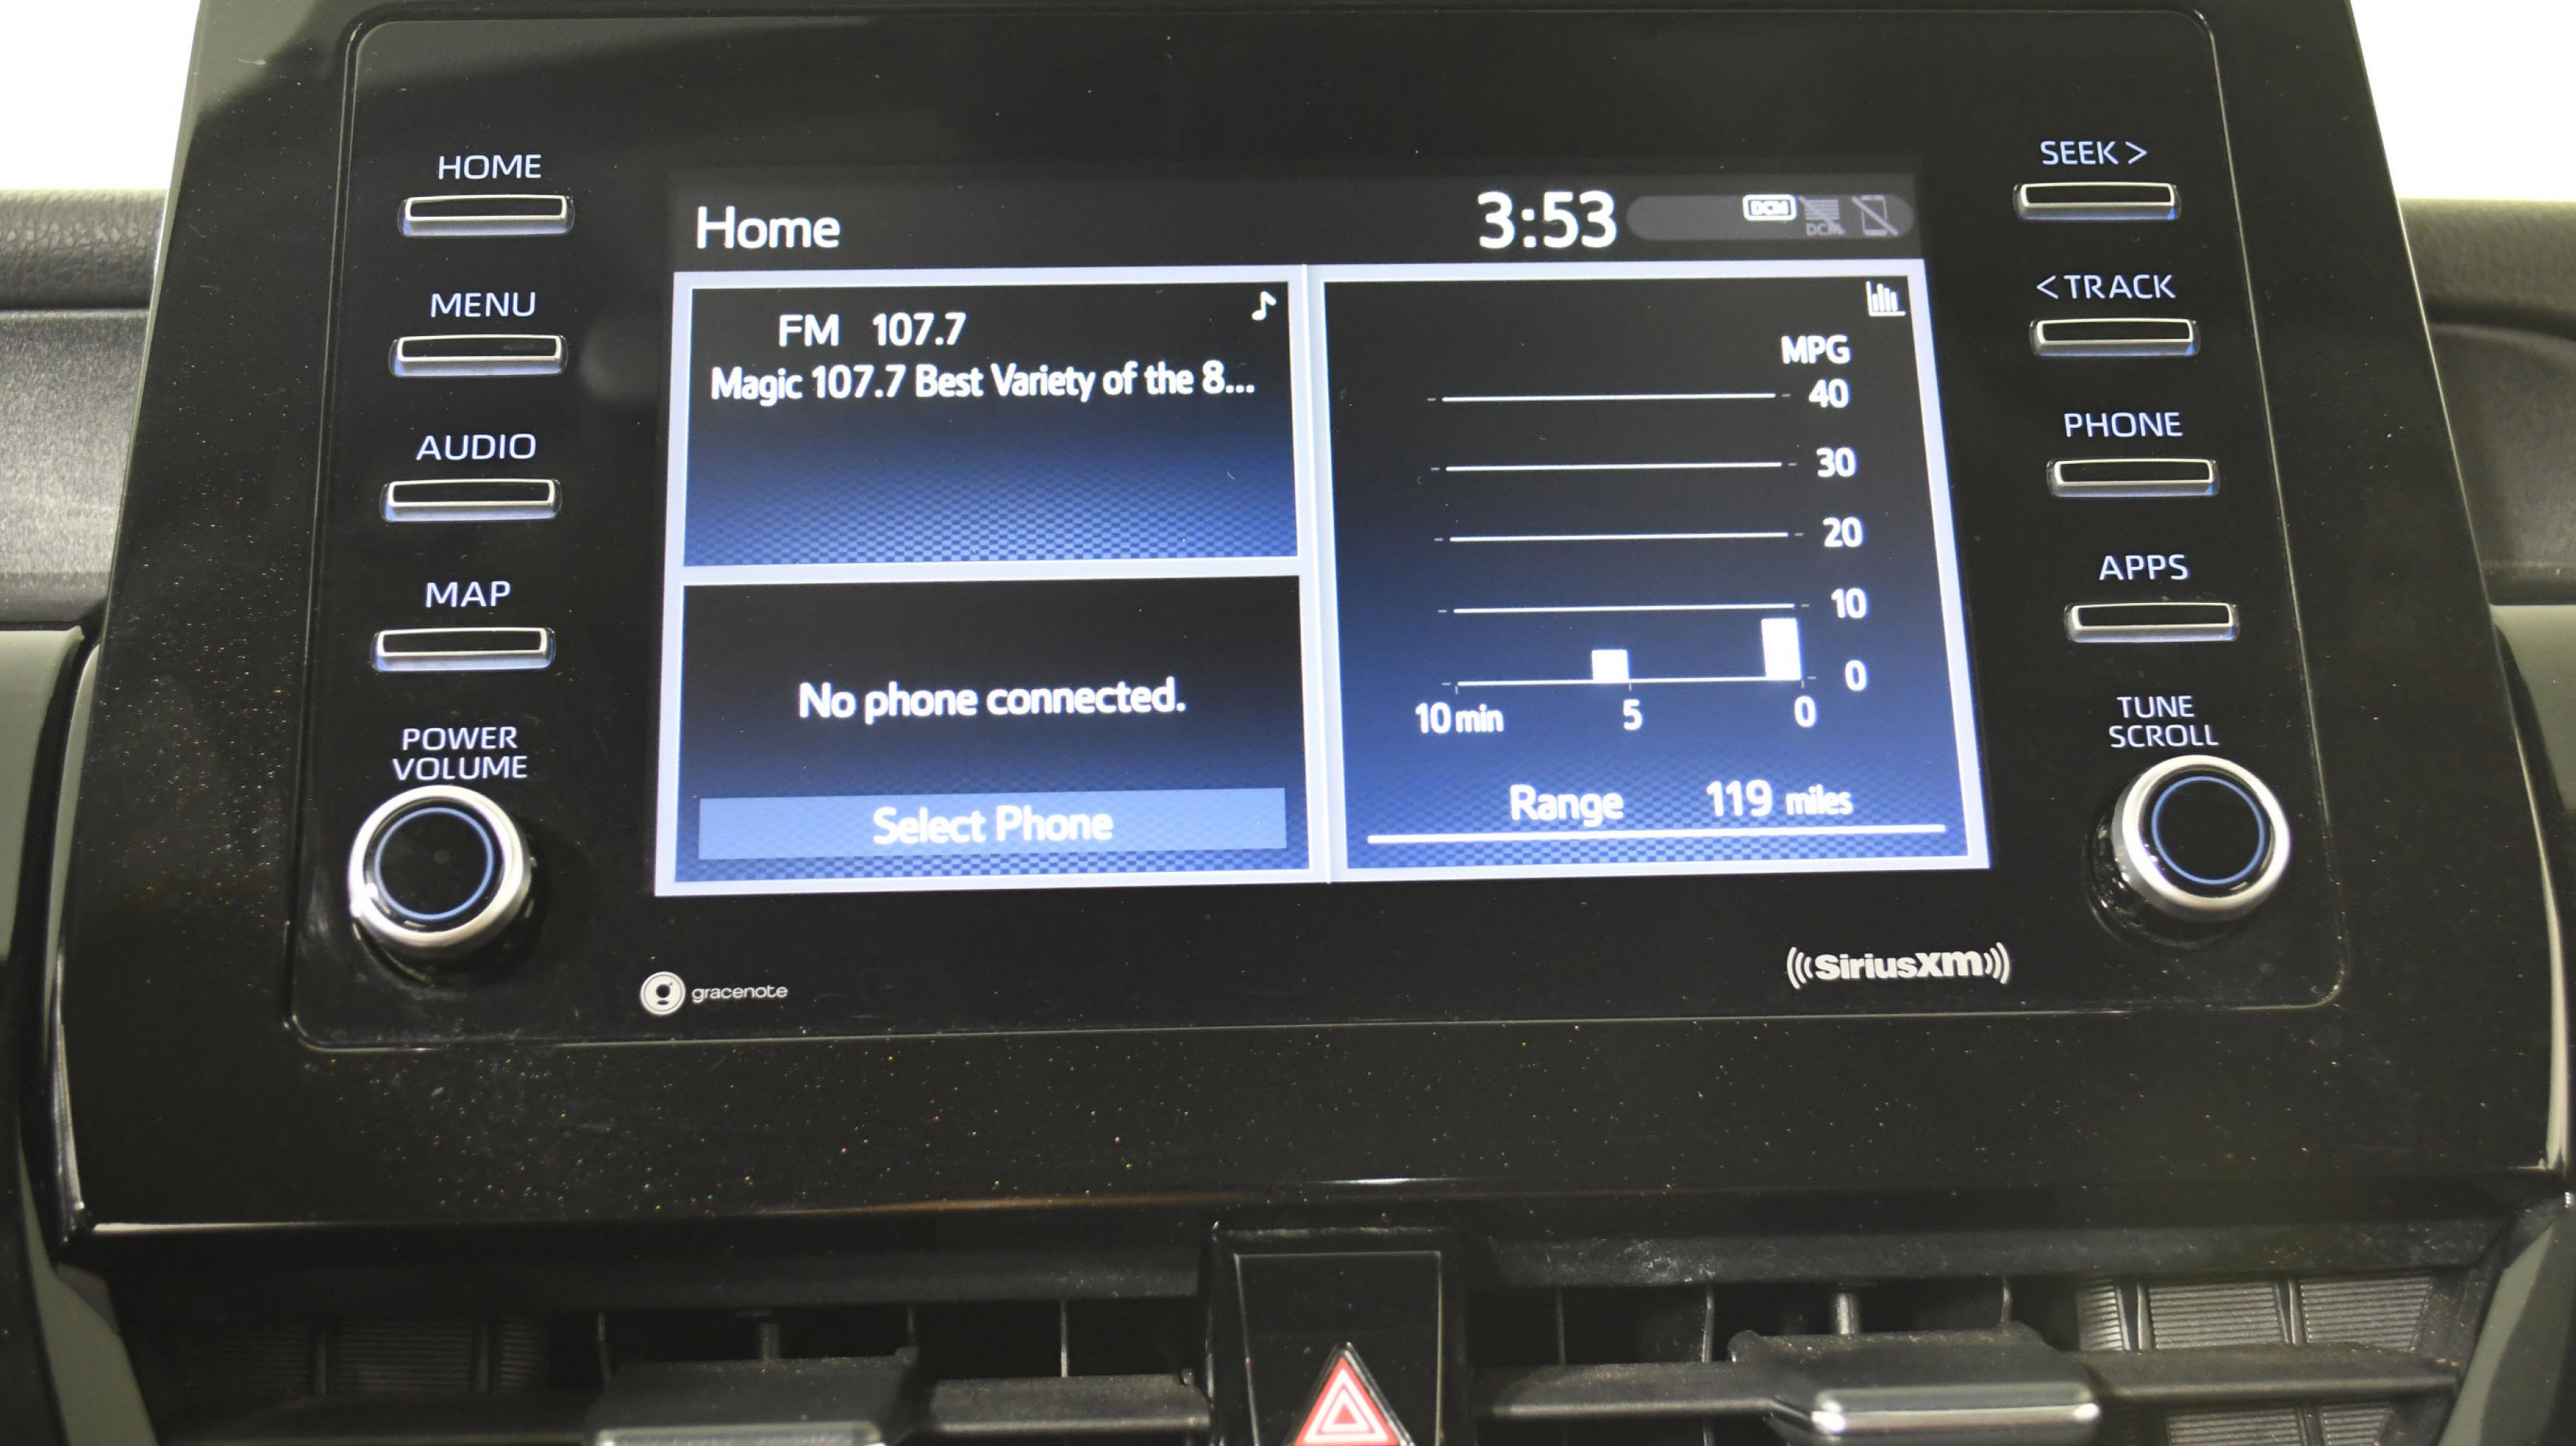 HOME
MENU
AUDIO
MAP
POWER
VOLUME
Home
3:53
DCM
DCM
FM 107.7
Magic 107.7 Best Variety of the 8...
No phone connected.
Select Phone
MPG
40
30
20
10
0
10 min 5 0
Range 119 miles
SEEK >
< TRACK
PHONE
APPS
TUNE
SCROLL
gracenote
((( SiriusXM )))